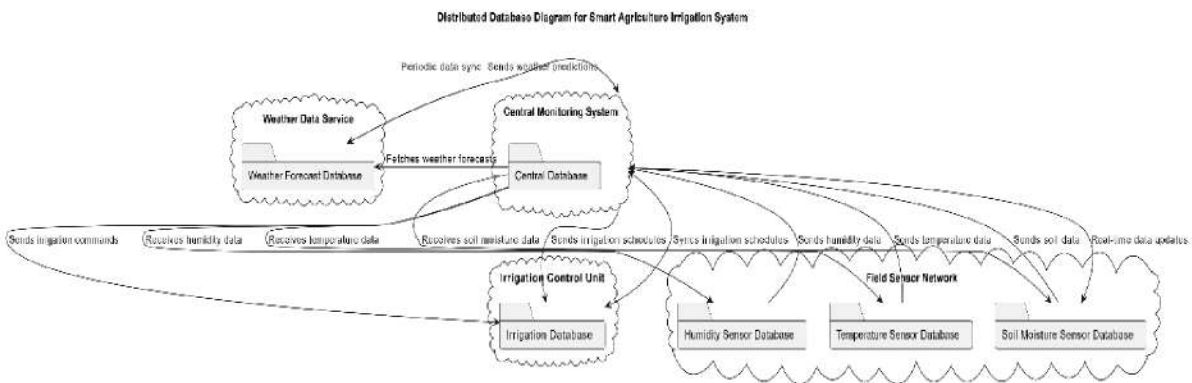 Distributed Database Diagram for Smart Agriculture Irrigation System
Periodic data sync Sends weather predictions
Weather Data Service
Central Monitoring System
Fetches weather forecasts
Weather Forecast Database
Central Database
Sends irrigation commands
Receives humidity data
Receives temperature data
Receives soil moisture data
Sends irrigation schedules
Syncs irrigation schedules
Sends humidity data
Sends temperature data
Sends soil data
Real-time data updates
Irrigation Control Unit
Field Sensor Network
Irrigation Database
Humidity Sensor Database
Temperature Sensor Database
Soil Moisture Sensor Database